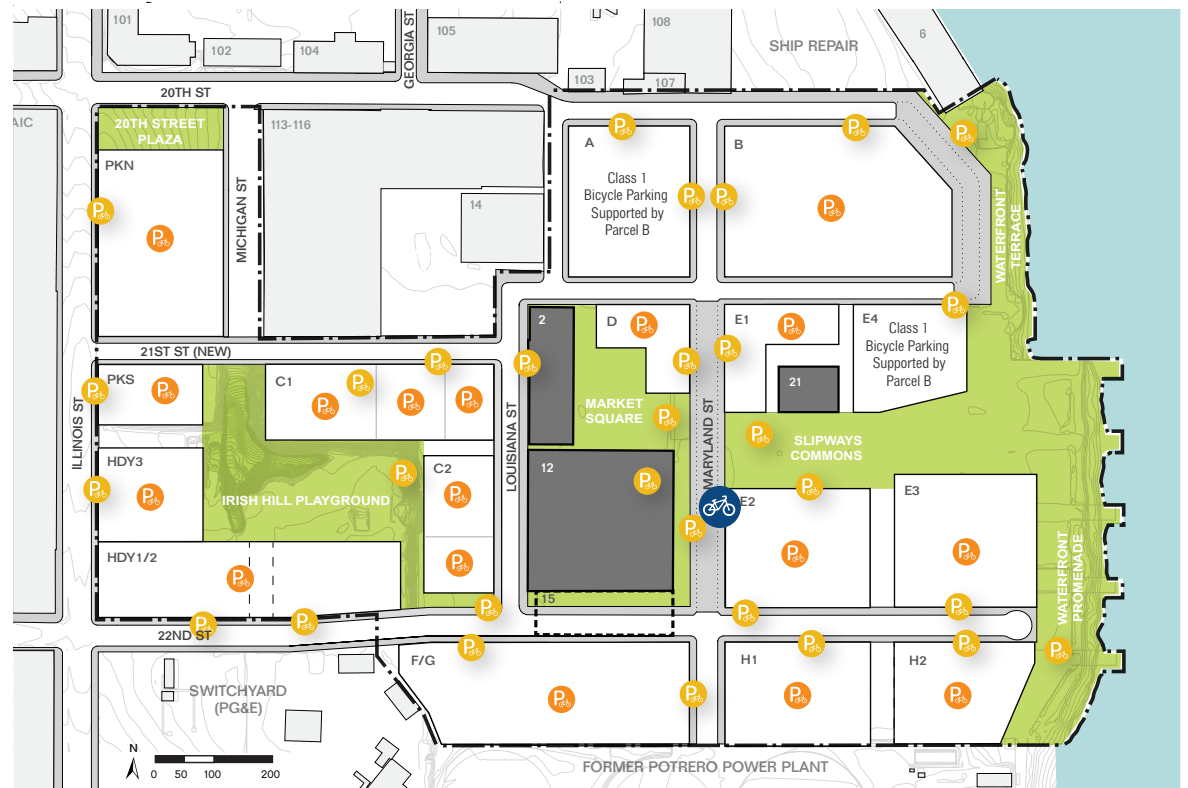 101
102
104
GEORGIA ST
105
103
107
108
SHIP REPAIR
6
20TH ST
AIC
20TH STREET
PLAZA
PKN
P
P
MICHIGAN ST
113-116
14
A
P
Class 1
Bicycle Parking
Supported by
Parcel B
P
B
P
P
P
P
WATERFRONT
TERRACE
21ST ST (NEW)
P
ILLINOIS ST
PKS
P
P
C1
P
P
P
P
LOUISIANA ST
2
P
D
P
P
MARKET
SQUARE
P
MARYLAND ST
E1
P
P
21
E4
P
Class 1
Bicycle Parking
Supported by
Parcel B
P
SLIPWAYS
COMMONS
HDY3
P
P
IRISH HILL PLAYGROUND
P
C2
P
P
12
P
P
E2
P
P
E3
P
HDY1/2
P
P
P
P
15
P
P
WATERFRONT
PROMENADE
P
22ND ST
F/G
P
P
P
H1
P
P
H2
P
P
SWITCHYARD
(PG&E)
N
0 50 100 200
FORMER POTRERO POWER PLANT